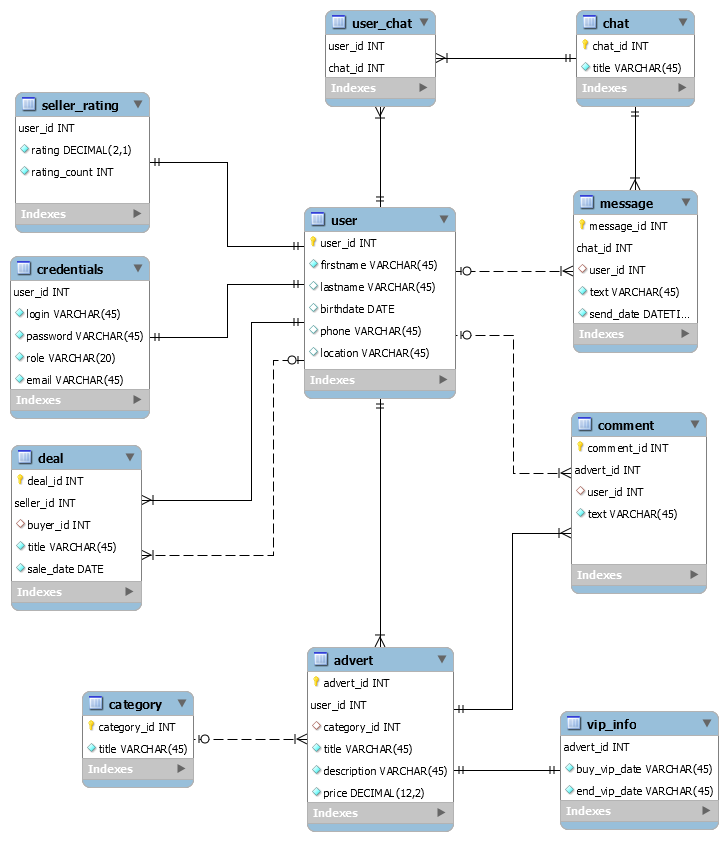 user_chat
user_id INT
chat_id INT
Indexes
chat
chat_id INT
title VARCHAR(45)
Indexes
seller_rating
user_id INT
rating DECIMAL(2,1)
rating_count INT
Indexes
user
user_id INT
firstname VARCHAR(45)
lastname VARCHAR(45)
birthdate DATE
phone VARCHAR(45)
location VARCHAR(45)
Indexes
message
message_id INT
chat_id INT
user_id INT
text VARCHAR(45)
send_date DATETI...
Indexes
credentials
user_id INT
login VARCHAR(45)
password VARCHAR(45)
role VARCHAR(20)
email VARCHAR(45)
Indexes
deal
deal_id INT
seller_id INT
buyer_id INT
title VARCHAR(45)
sale_date DATE
Indexes
comment
comment_id INT
advert_id INT
user_id INT
text VARCHAR(45)
Indexes
advert
advert_id INT
user_id INT
category_id INT
title VARCHAR(45)
description VARCHAR(45)
price DECIMAL(12,2)
Indexes
category
category_id INT
title VARCHAR(45)
Indexes
vip_info
advert_id INT
buy_vip_date VARCHAR(45)
end_vip_date VARCHAR(45)
Indexes